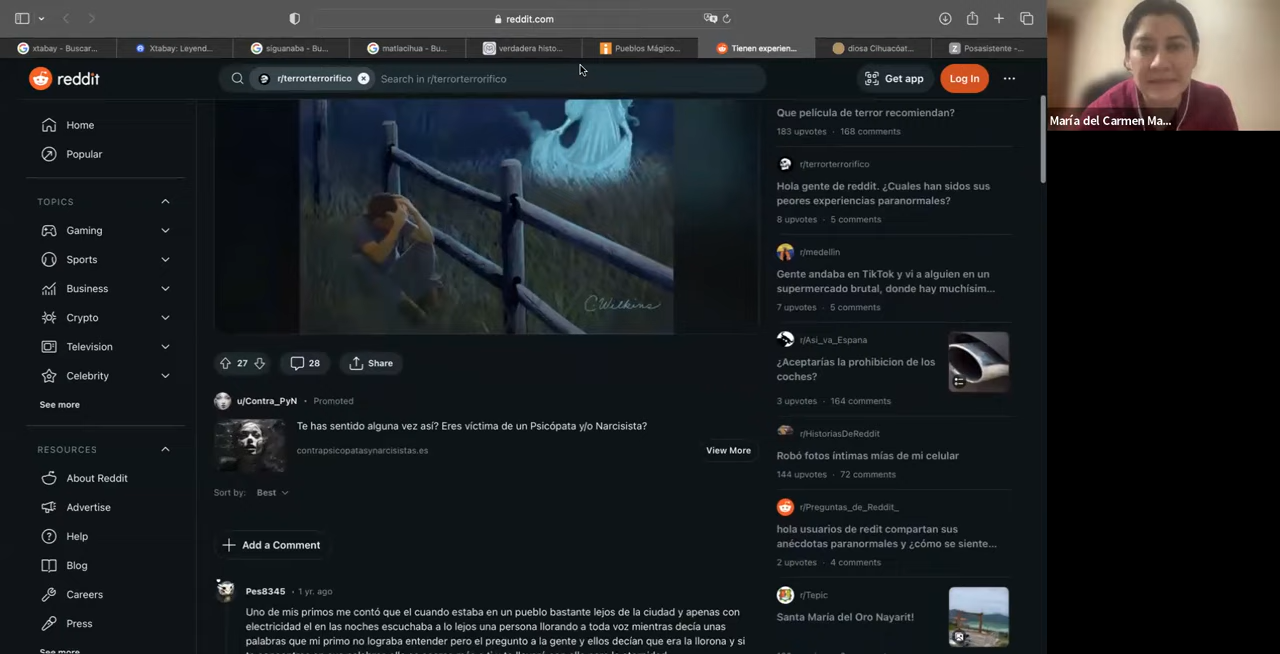 reddit.com
xtabay - Buscar...
Xtabay: Leyend...
siguanaba - Bu...
matlacihua - Bu...
verdadera histo...
Pueblos Mágico...
Tienen experien...
diosa Cihuacóat...
Posasistente -...
reddit
r/terrorterrorifico
Search in r/terrorterrorifico
Get app
Log In
Home
Popular
TOPICS
Gaming
Sports
Business
Crypto
Television
Celebrity
See more
RESOURCES
About Reddit
Advertise
Help
Blog
Careers
Press
See more
CWilkins
27
28
Share
u/Contra_PyN • Promoted
Te has sentido alguna vez así? Eres víctima de un Psicópata y/o Narcisista?
contrapsicopatasynarcisistas.es
View More
Sort by: Best
Add a Comment
Pes8345 · 1 yr. ago
Uno de mis primos me contó que el cuando estaba en un pueblo bastante lejos de la ciudad y apenas con
electricidad el en las noches escuchaba a lo lejos una persona llorando a toda voz mientras decía unas
palabras que mi primo no lograba entender pero el pregunto a la gente y ellos decían que era la llorona y si
Que película de terror recomiendan?
183 upvotes · 168 comments
r/terrorterrorifico
Hola gente de reddit. ¿Cuales han sidos sus
peores experiencias paranormales?
8 upvotes · 5 comments
r/medellin
Gente andaba en TikTok y vi a alguien en un
supermercado brutal, donde hay muchísim...
7 upvotes · 5 comments
r/Asi_va_Espana
¿Aceptarías la prohibicion de los
coches?
3 upvotes · 164 comments
r/HistoriasDeReddit
Robó fotos íntimas mías de mi celular
144 upvotes · 72 comments
r/Preguntas_de_Reddit_
hola usuarios de redit compartan sus
anécdotas paranormales y ¿cómo se siente...
2 upvotes · 4 comments
r/Tepic
Santa Maria del Oro Nayarit!
María del Carmen Ma...